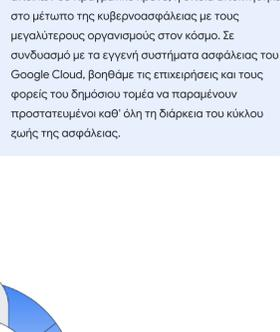 στο μέτωπο της κυβερνοασφάλειας με τους
μεγαλύτερους οργανισμούς στον κόσμο. Σε
συνδυασμό με τα εγγενή συστήματα ασφάλειας του
Google Cloud, βοηθάμε τις επιχειρήσεις και τους
φορείς του δημόσιου τομέα να παραμένουν
προστατευμένοι καθ' όλη τη διάρκεια του κύκλου
ζωής της ασφάλειας.